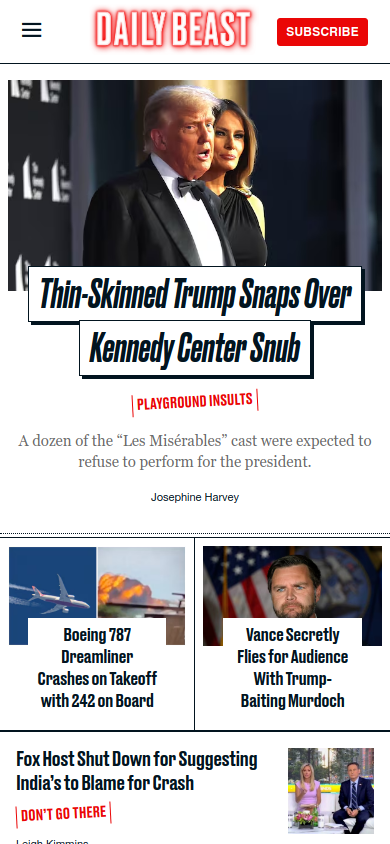 DAILY BEAST
SUBSCRIBE
Thin-Skinned Trump Snaps Over
Kennedy Center Snub
PLAYGROUND INSULTS
A dozen of the “Les Misérables” cast were expected to
refuse to perform for the president.
Josephine Harvey
Boeing 787
Dreamliner
Crashes on Takeoff
with 242 on Board
Vance Secretly
Flies for Audience
With Trump-
Baiting Murdoch
Fox Host Shut Down for Suggesting
India’s to Blame for Crash
DON’T GO THERE
Leigh Kimmins